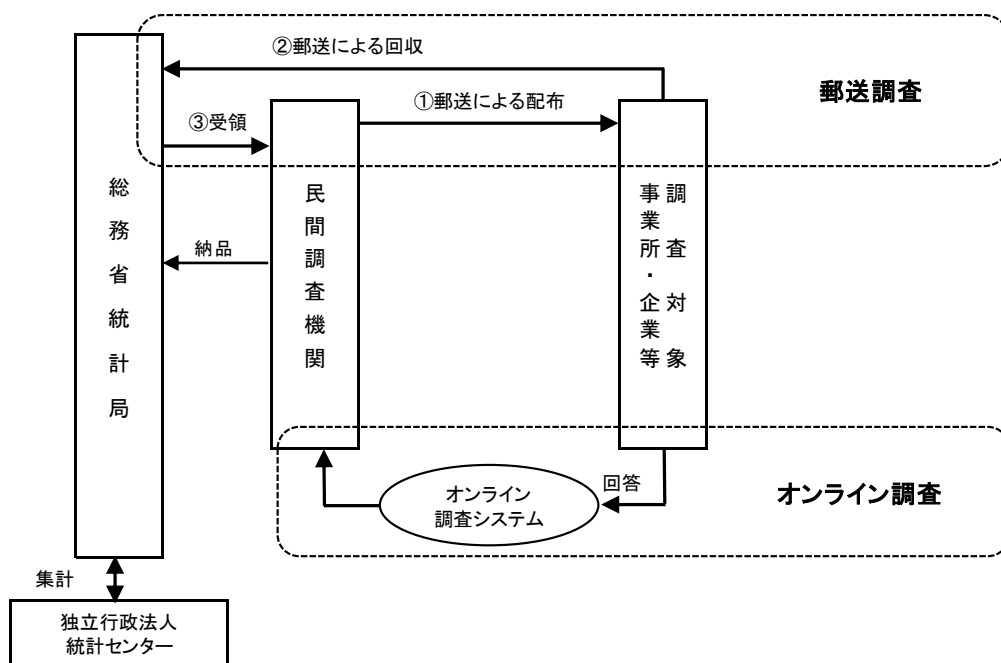 ②郵送による回収
郵送調査
①郵送による配布
③受領
総務省統計局
民間調査機関
調査対象
事業所・企業等
納品
回答
オンライン
調査システム
オンライン調査
集計
独立行政法人
統計センター